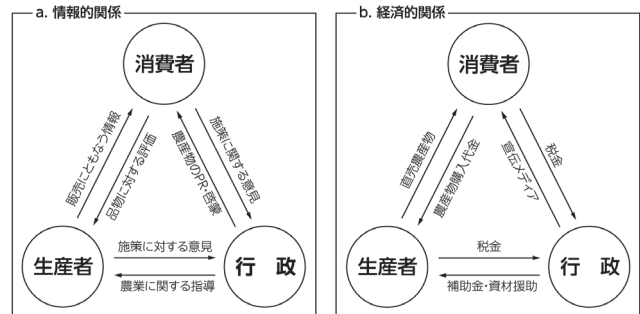 a. 情報的関係
消費者
販売にともなう情報
品物に対する評価
農産物のPR・啓蒙
施策に関する意見
生産者
施策に対する意見
農業に関する指導
行 政
b. 経済的関係
消費者
直売農産物
農産物購入代金
宣伝メディア
税金
生産者
税金
補助金・資材援助
行 政